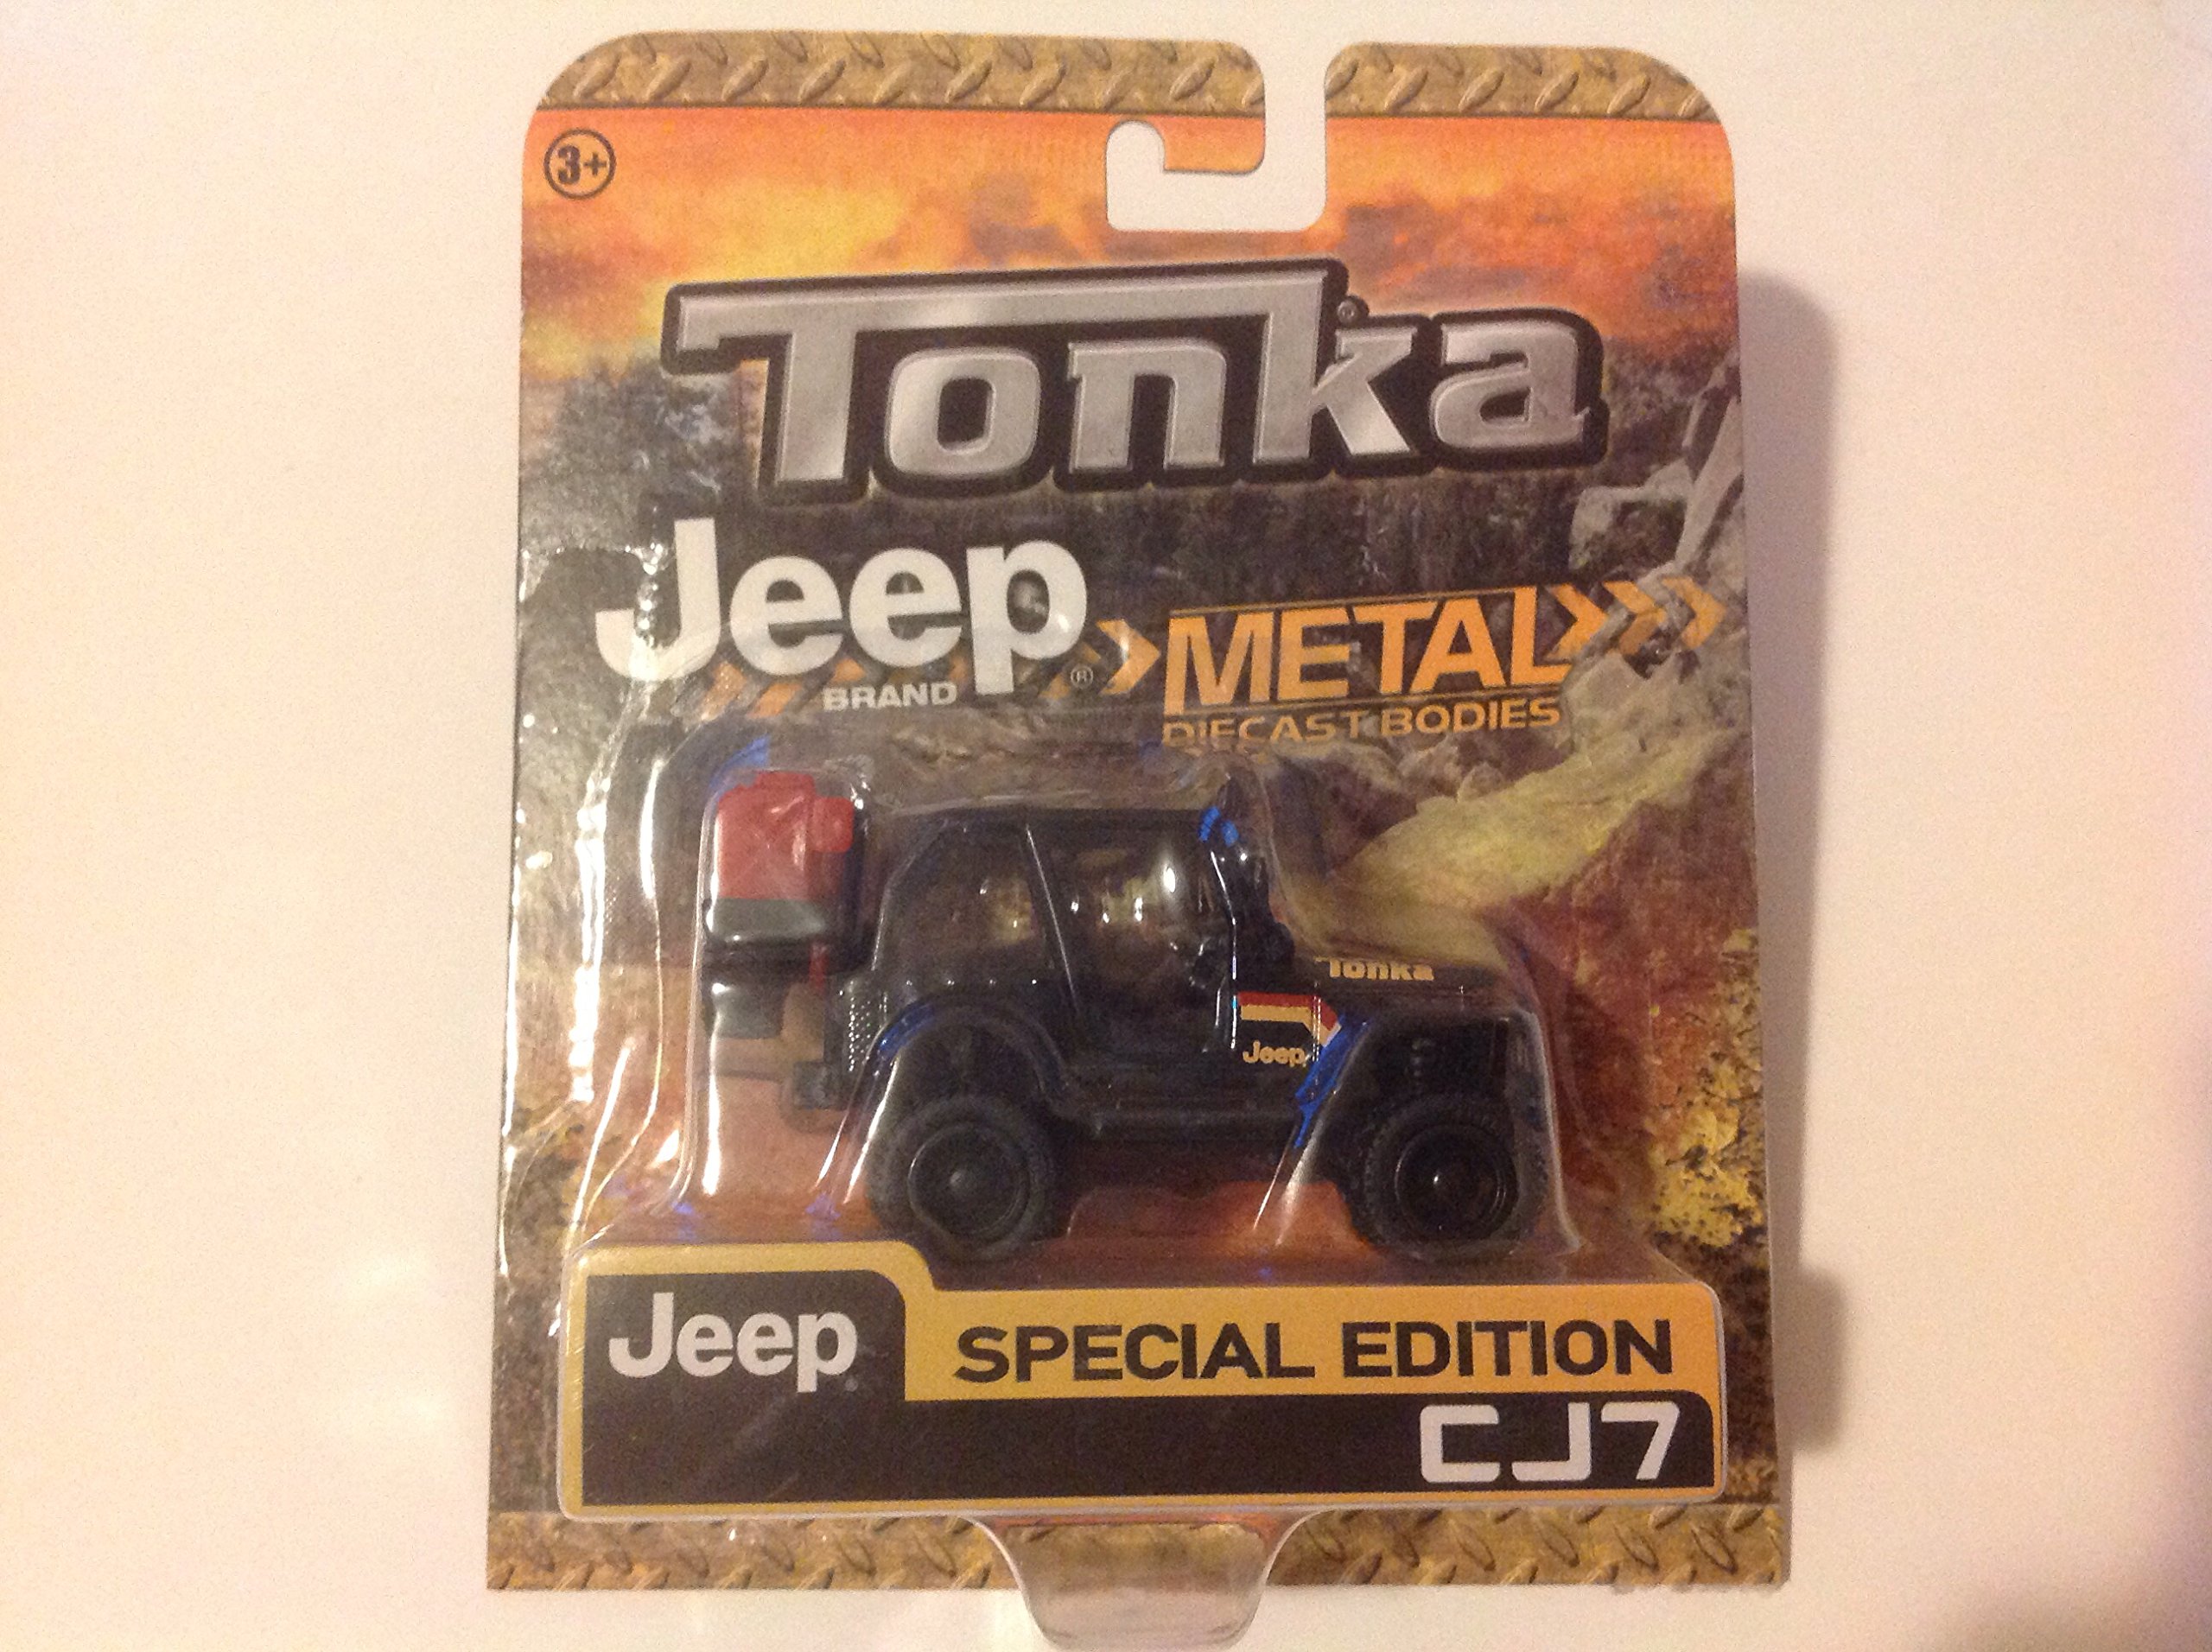 3+
Tonka®
Jeep®
BRAND
METAL
DIECAST BODIES
Tonka
Jeep
Jeep®
SPECIAL EDITION
CJ7